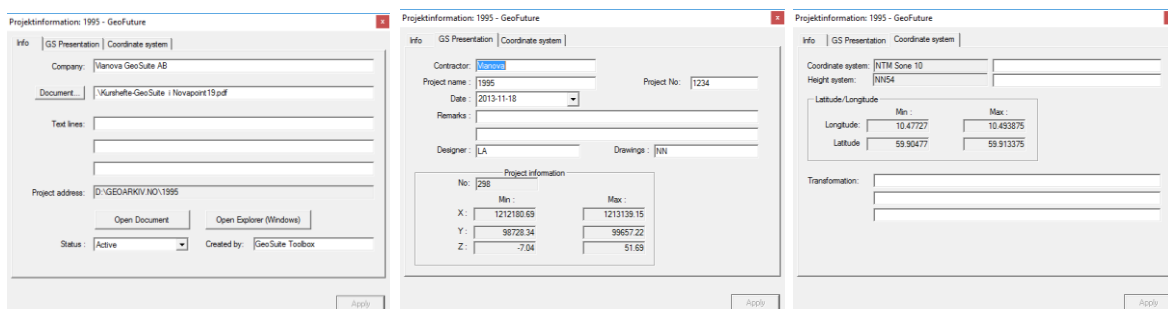 Projektinformation: 1995 - GeoFuture
x
Info GS Presentation Coordinate system
Company: Vianova GeoSuite AB
Document... .\Kurshefte-GeoSuite i Novapoint19.pdf
Text lines:
Project address: D:\GEOARKIV.NO\1995
Open Document Open Explorer (Windows)
Status : Active Created by: GeoSuite Toolbox
Apply
Projektinformation: 1995 - GeoFuture
x
Info GS Presentation Coordinate system
Contractor: Vianova
Project name : 1995 Project No: 1234
Date : 2013-11-18
Remarks :
Designer : LA Drawings : NN
Project information
No: 298
Min : Max :
X : 1212180.69 1213139.15
Y : 98728.34 99657.22
Z : -7.04 51.69
Apply
Projektinformation: 1995 - GeoFuture
x
Info GS Presentation Coordinate system
Coordinate system: NTM Sone 10
Height system: NN54
Latitude/Longitude
Min : Max :
Longitude: 10.47727 10.493875
Latitude 59.90477 59.913375
Transformation:
Apply